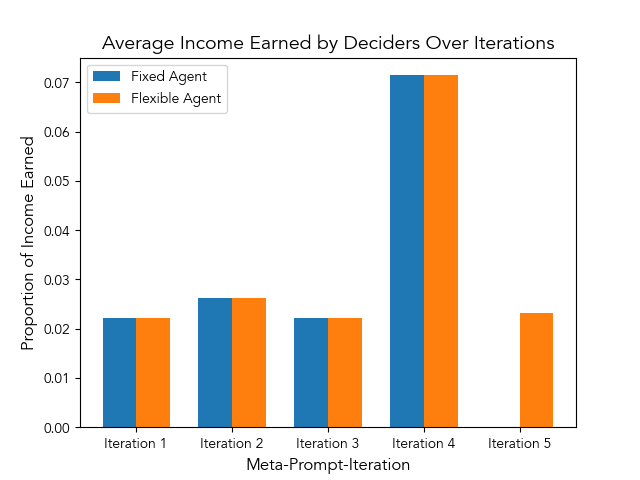 Average Income Earned by Deciders Over Iterations
Fixed Agent
Flexible Agent
Proportion of Income Earned
0.07
0.06
0.05
0.04
0.03
0.02
0.01
0.00
Iteration 1 Iteration 2 Iteration 3 Iteration 4 Iteration 5
Meta-Prompt-Iteration